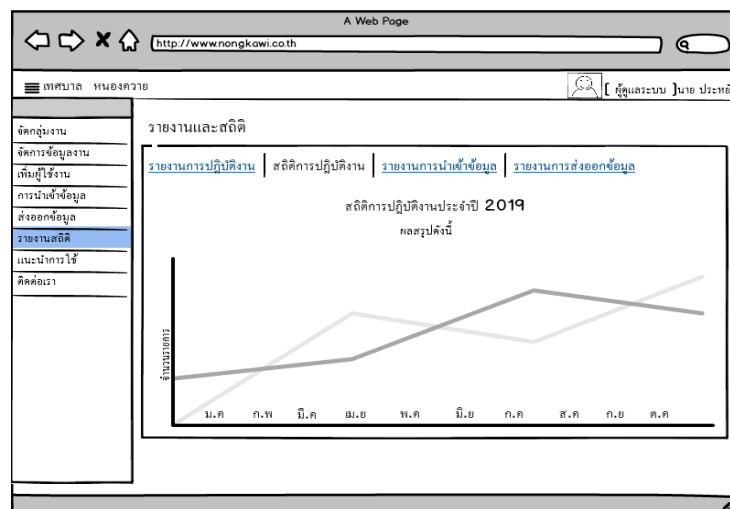 A Web Page
http://www.nongkawi.co.th
เทศบาล หนองควาย
[ ผู้ดูแลระบบ ]นาย ประหยั
จัดกลุ่มงาน
จัดการข้อมูลงาน
เพิ่มผู้ใช้งาน
การนำเข้าข้อมูล
ส่งออกข้อมูล
รายงานสถิติ
แนะนำการใช้
ติดต่อเรา
รายงานและสถิติ
รายงานการปฎิบัติงาน สถิติการปฎิบัติงาน รายงานการนำเข้าข้อมูล รายงานการส่งออกข้อมูล
สถิติการปฎิบัติงานประจำปี 2019
ผลสรุปดังนี้
จำนวนรายการ
ม.ค ก.พ มี.ค เม.ย พ.ค มิ.ย ก.ค ส.ค ก.ย ต.ค